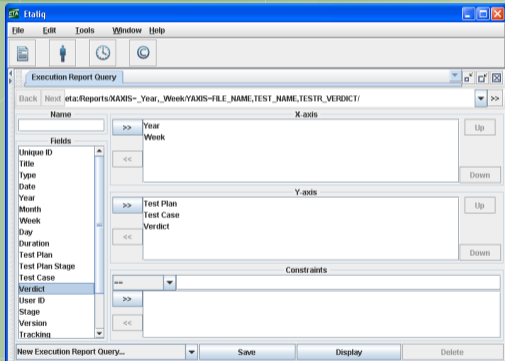 Etaliq
File Edit Tools Window Help
Execution Report Query
Back Next eta:/Reports/XAXIS=_Year,_Week/YAXIS=FILE_NAME,TEST_NAME,TESTR_VERDICT/ >>
Name
Fields
Unique ID
Title
Type
Date
Year
Month
Week
Day
Duration
Test Plan
Test Plan Stage
Test Case
Verdict
User ID
Stage
Version
Tracking
X-axis
>> Year
Week
<<
Up
Down
Y-axis
>> Test Plan
Test Case
Verdict
<<
Up
Down
Constraints
==
>>
<<
New Execution Report Query... Save Display Delete